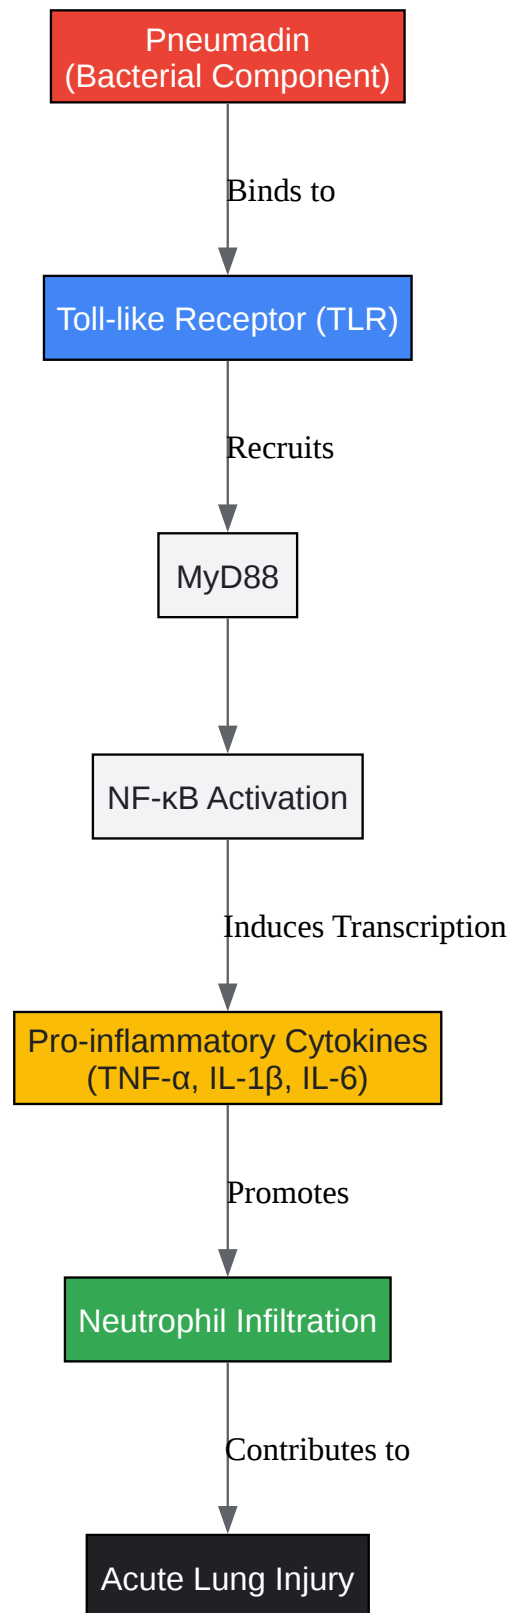 Pneumadin
(Bacterial Component)
Binds to
Toll-like Receptor (TLR)
Recruits
MyD88
NF-κB Activation
Induces Transcription
Pro-inflammatory Cytokines
(TNF-α, IL-1β, IL-6)
Promotes
Neutrophil Infiltration
Contributes to
Acute Lung Injury